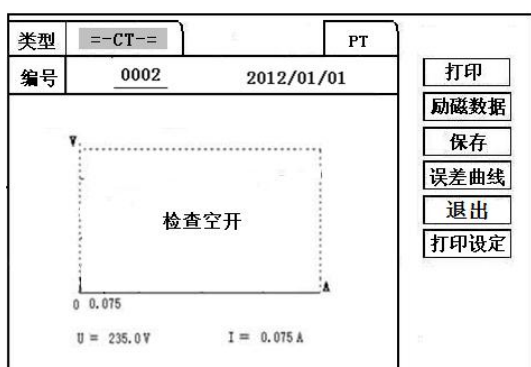 类型 =-CT-= PT
编号 0002 2012/01/01
V
检查空开
A
0 0.075
U = 235.0V I = 0.075A
打印
励磁数据
保存
误差曲线
退出
打印设定